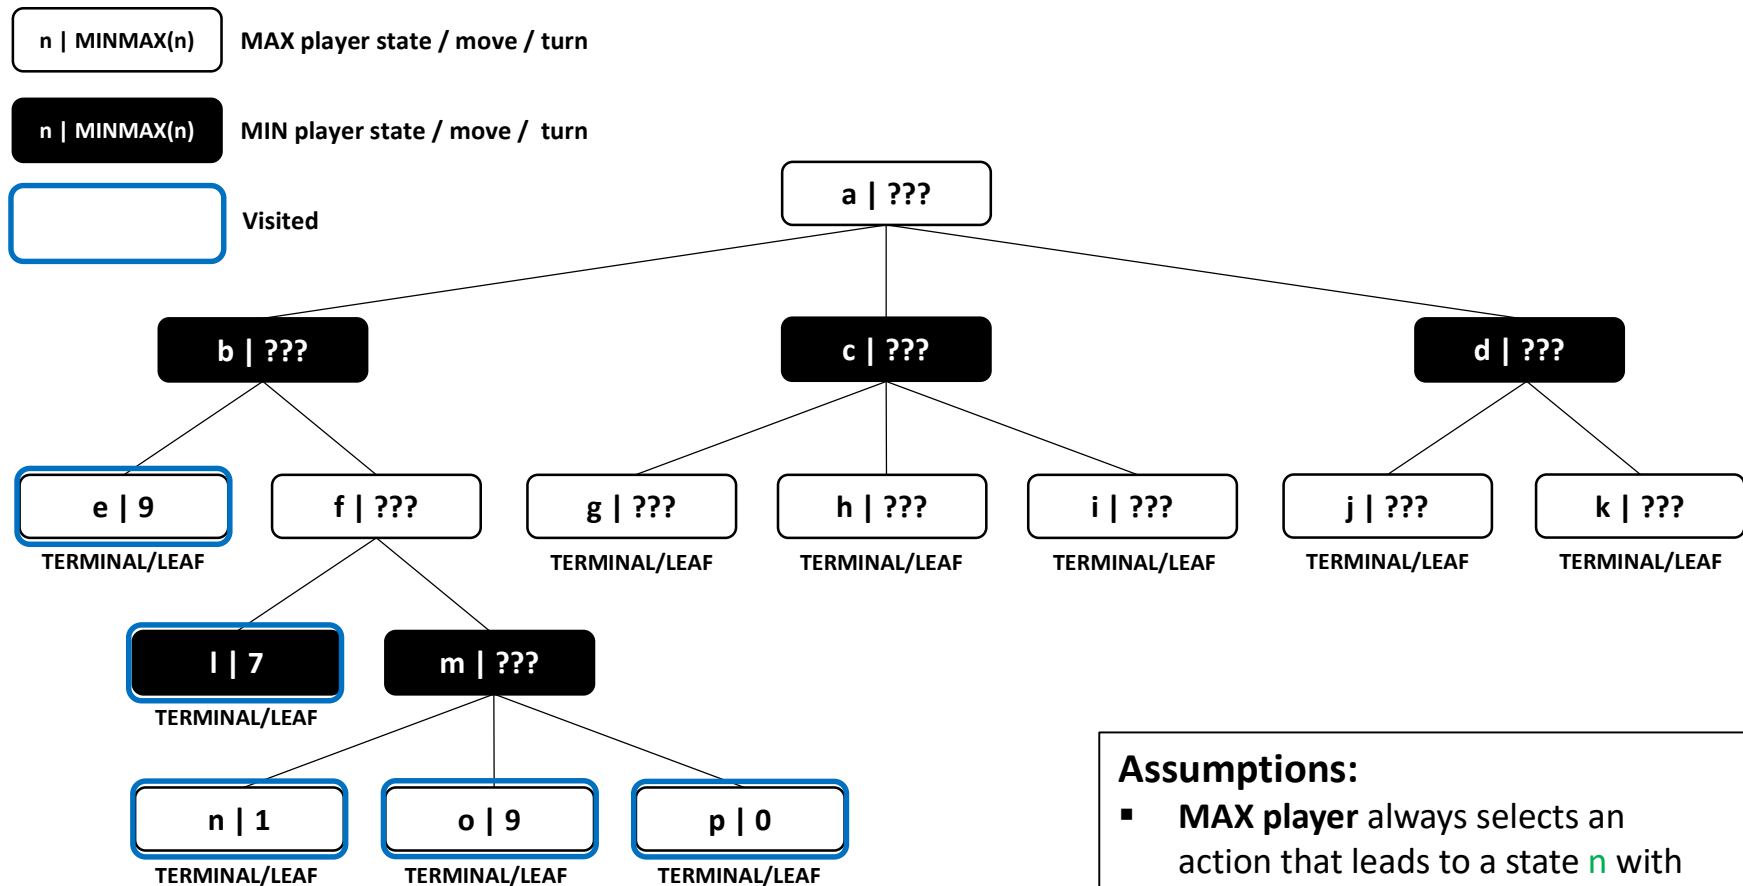 n | MINMAX(n) MAX player state / move / turn
n | MINMAX(n) MIN player state / move / turn
Visited
a | ???
b | ??? c | ??? d | ???
e | 9 f | ??? g | ??? h | ??? i | ??? j | ??? k | ???
TERMINAL/LEAF TERMINAL/LEAF TERMINAL/LEAF TERMINAL/LEAF TERMINAL/LEAF TERMINAL/LEAF
l | 7 m | ???
TERMINAL/LEAF
n | 1 o | 9 p | 0
TERMINAL/LEAF TERMINAL/LEAF TERMINAL/LEAF
Assumptions:
▪ MAX player always selects an
action that leads to a state n with